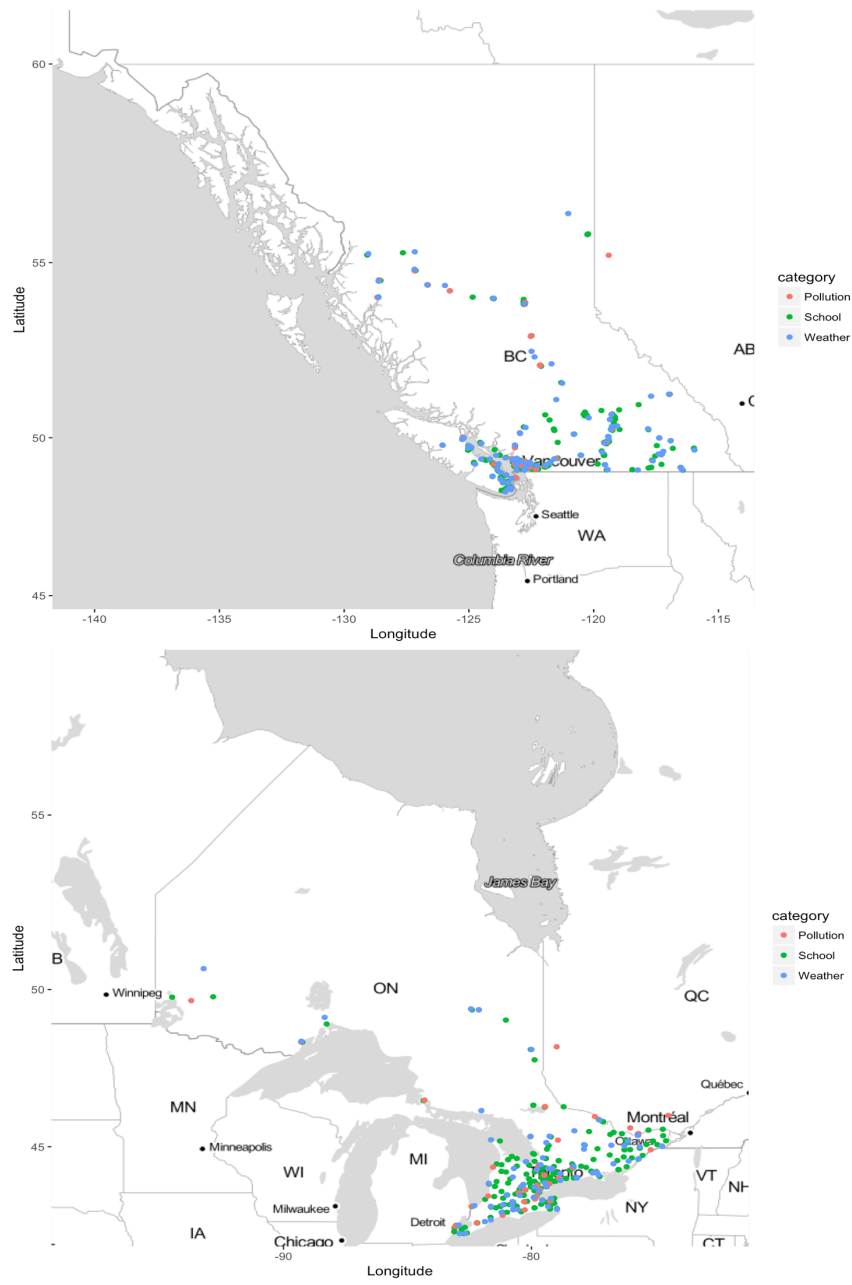 60
55
50
45
Latitude
-140
-135
-130
-125
-120
-115
Longitude
BC
AB
Vancouver
Seattle
WA
Columbia River
Portland
category
Pollution
School
Weather
55
50
45
Latitude
James Bay
B
Winnipeg
ON
QC
Québec
MN
Montréal
Ottawa
Minneapolis
WI
MI
Toronto
VT
NH
Milwaukee
Detroit
NY
IA
Chicago
CT
-90
-80
Longitude
category
Pollution
School
Weather